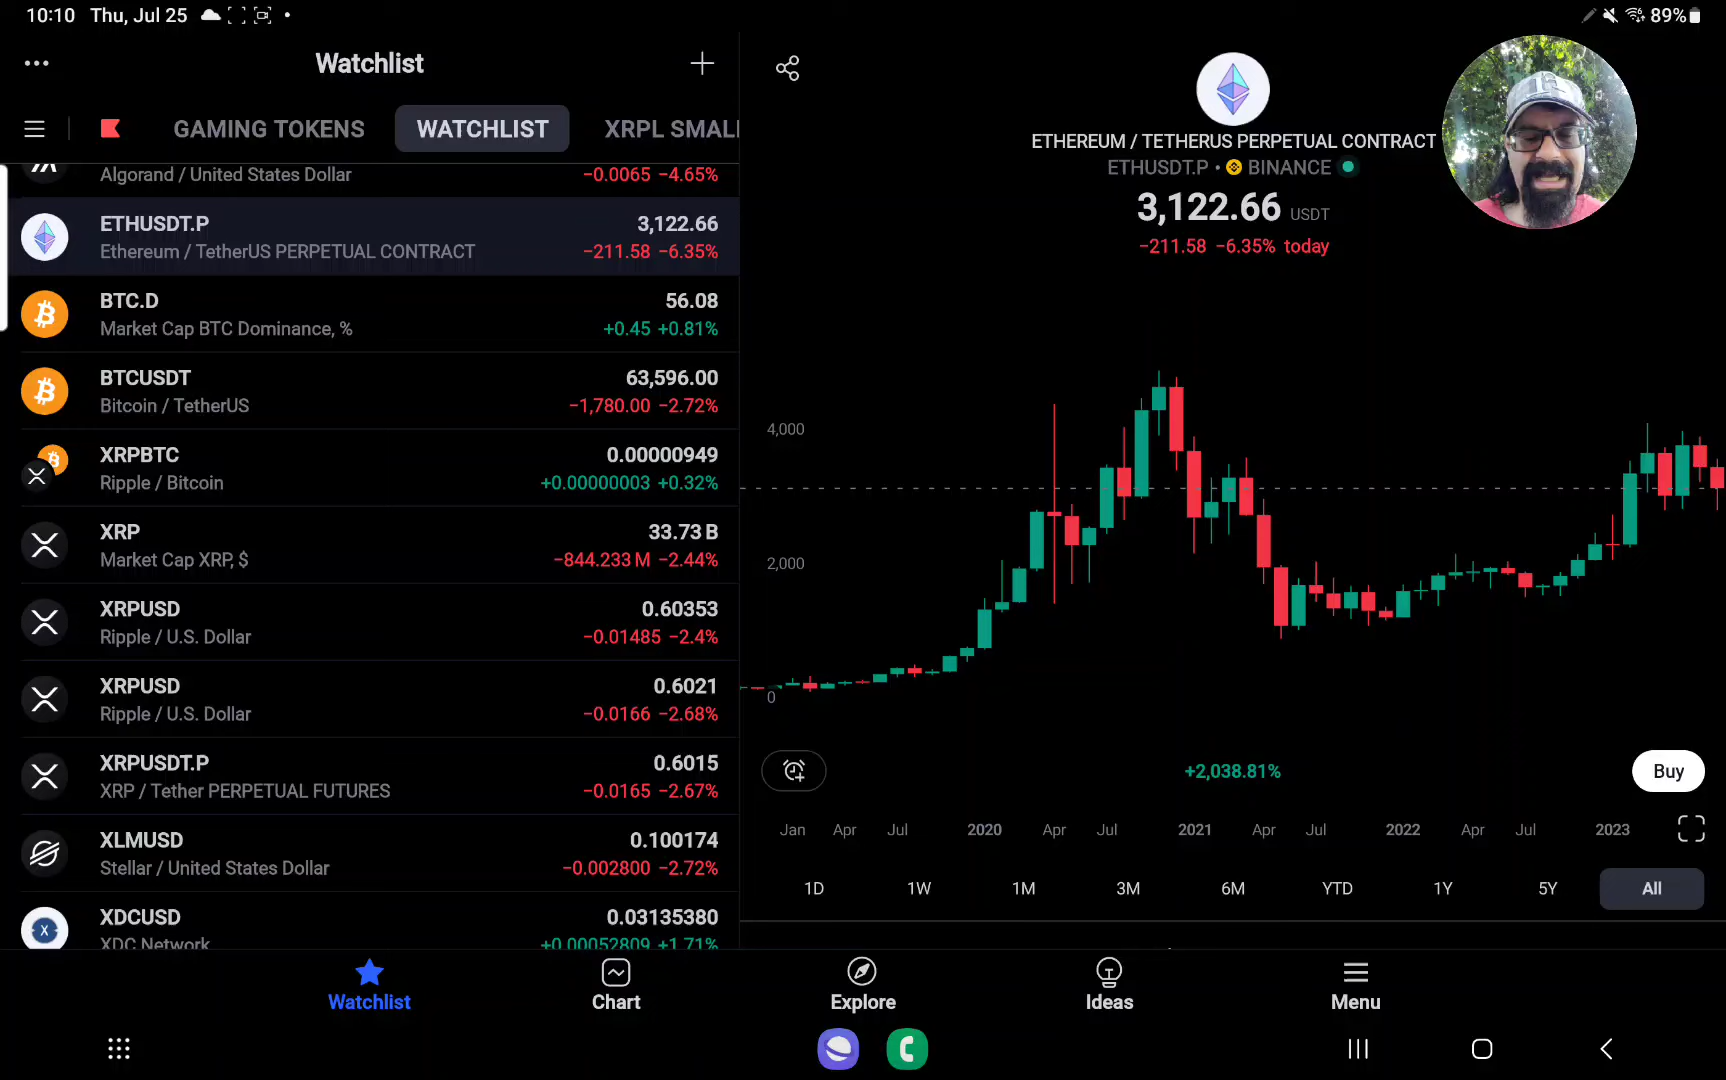 10:10 Thu, Jul 25
89%
Watchlist
GAMING TOKENS
WATCHLIST
XRPL SMALL
Algorand / United States Dollar
−0.0065 −4.65%
ETHUSDT.P
3,122.66
Ethereum / TetherUS PERPETUAL CONTRACT
−211.58 −6.35%
BTC.D
56.08
Market Cap BTC Dominance, %
+0.45 +0.81%
BTCUSDT
63,596.00
Bitcoin / TetherUS
−1,780.00 −2.72%
XRPBTC
0.00000949
Ripple / Bitcoin
+0.00000003 +0.32%
XRP
33.73 B
Market Cap XRP, $
−844.233 M −2.44%
XRPUSD
0.60353
Ripple / U.S. Dollar
−0.01485 −2.4%
XRPUSD
0.6021
Ripple / U.S. Dollar
−0.0166 −2.68%
XRPUSDT.P
0.6015
XRP / Tether PERPETUAL FUTURES
−0.0165 −2.67%
XLMUSD
0.100174
Stellar / United States Dollar
−0.002800 −2.72%
XDCUSD
0.03135380
XDC Network
+0.00052809 +1.71%
ETHEREUM / TETHERUS PERPETUAL CONTRACT
ETHUSDT.P • BINANCE
3,122.66 USDT
−211.58 −6.35% today
4,000
2,000
0
+2,038.81%
Buy
Jan Apr Jul 2020 Apr Jul 2021 Apr Jul 2022 Apr Jul 2023
1D 1W 1M 3M 6M YTD 1Y 5Y All
Watchlist
Chart
Explore
Ideas
Menu